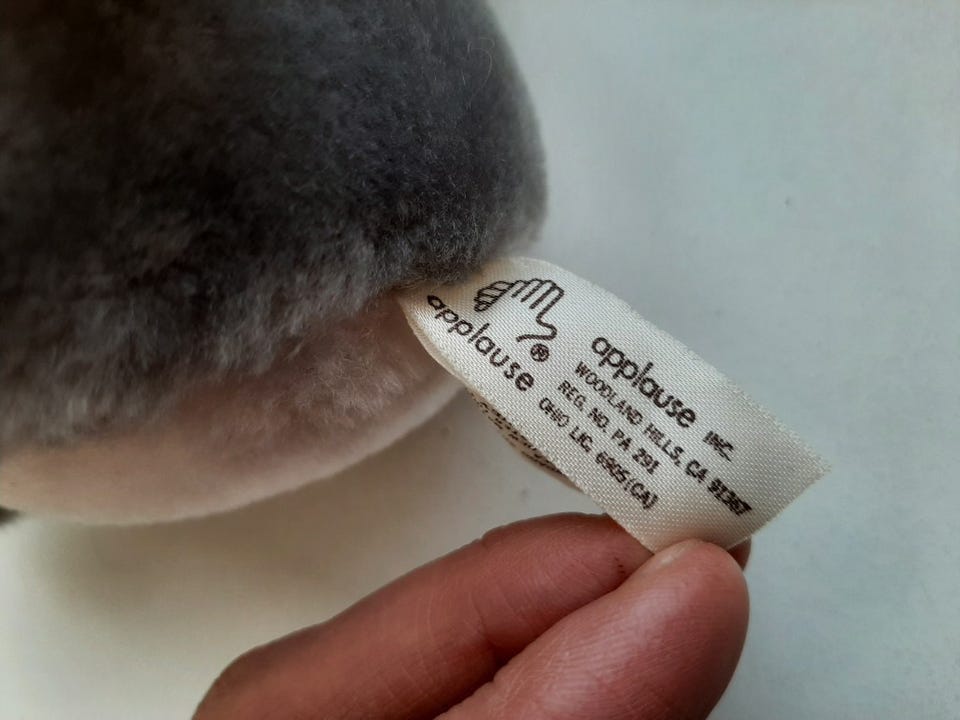 applause
®
applause INC.
WOODLAND HILLS, CA 91367
REG. NO. PA 291
OHIO LIC. 6905(CA)